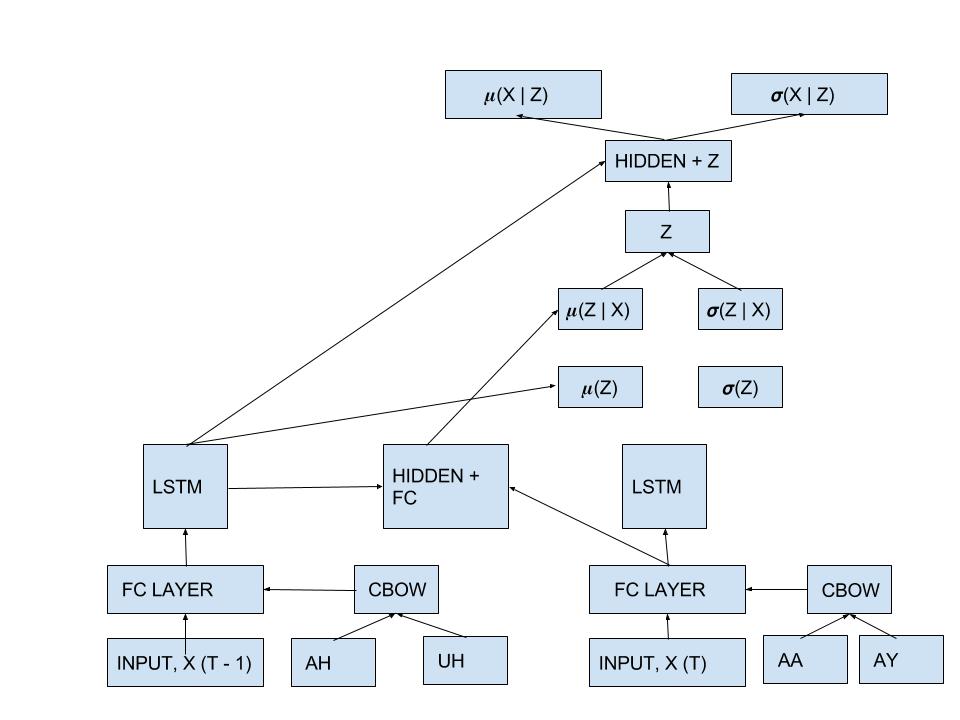 μ(X | Z)
σ(X | Z)
HIDDEN + Z
Z
μ(Z | X)
σ(Z | X)
μ(Z)
σ(Z)
LSTM
HIDDEN +
FC
LSTM
FC LAYER
CBOW
FC LAYER
CBOW
INPUT, X (T - 1)
AH
UH
INPUT, X (T)
AA
AY